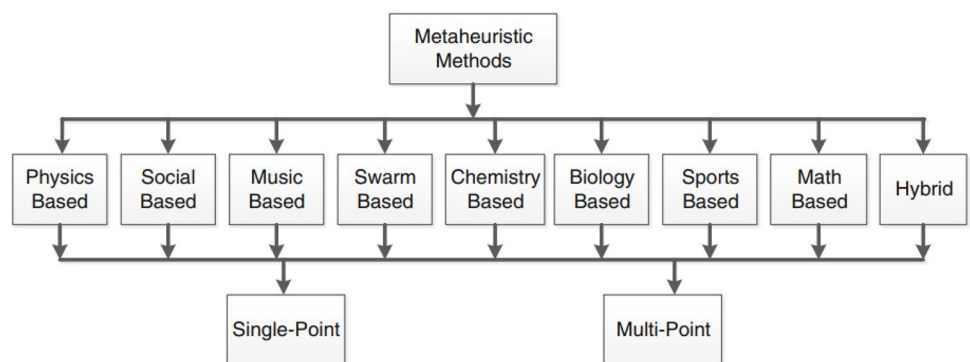 Metaheuristic
Methods
Physics
Based
Social
Based
Music
Based
Swarm
Based
Chemistry
Based
Biology
Based
Sports
Based
Math
Based
Hybrid
Single-Point
Multi-Point